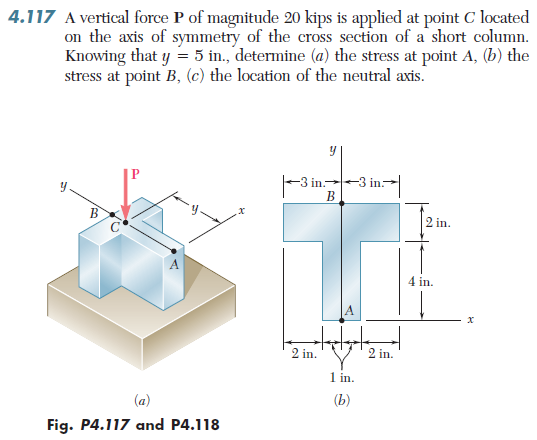 4.117 A vertical force P of magnitude 20 kips is applied at point C located
on the axis of symmetry of the cross section of a short column.
Knowing that y = 5 in., determine (a) the stress at point A, (b) the
stress at point B, (c) the location of the neutral axis.
y
P
y
B
C
x
A
(a)
y
3 in.
3 in.
B
2 in.
4 in.
A
x
2 in.
2 in.
1 in.
(b)
Fig. P4.117 and P4.118